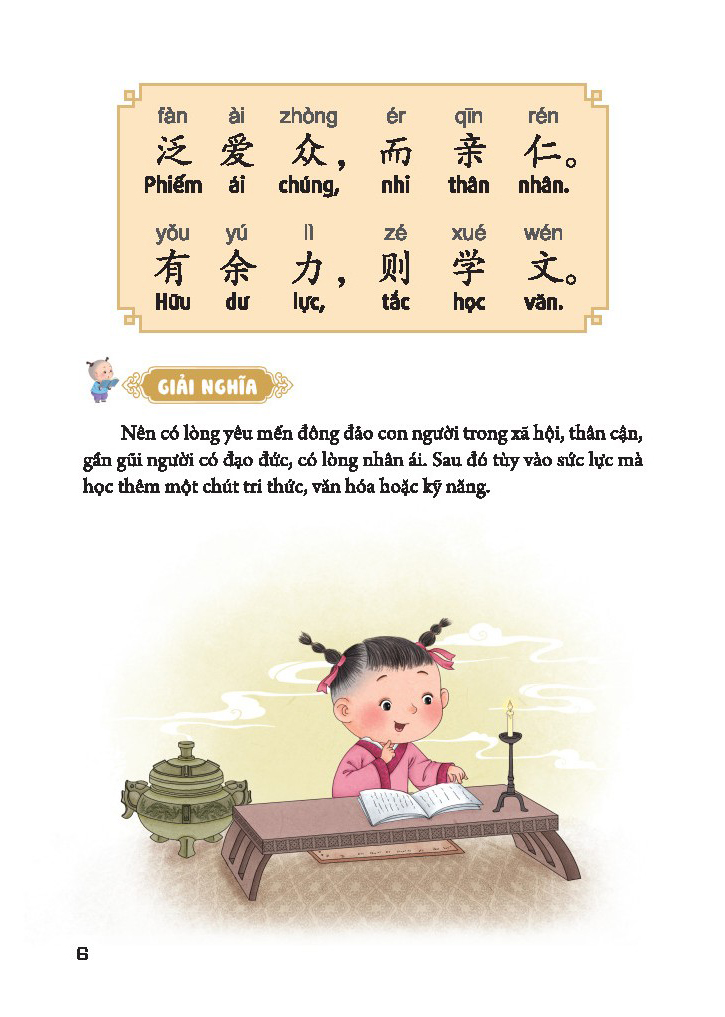 fàn ài zhòng ér qīn rén
泛 爱 众， 而 亲 仁。
Phiếm ái chúng, nhi thân nhân.
yǒu yú lì zé xué wén
有 余 力， 则 学 文。
Hữu dư lực, tắc học văn.
GIẢI NGHĨA
Nên có lòng yêu mến đông đảo con người trong xã hội, thân cận,
gần gũi người có đạo đức, có lòng nhân ái. Sau đó tùy vào sức lực mà
học thêm một chút tri thức, văn hóa hoặc kỹ năng.
6